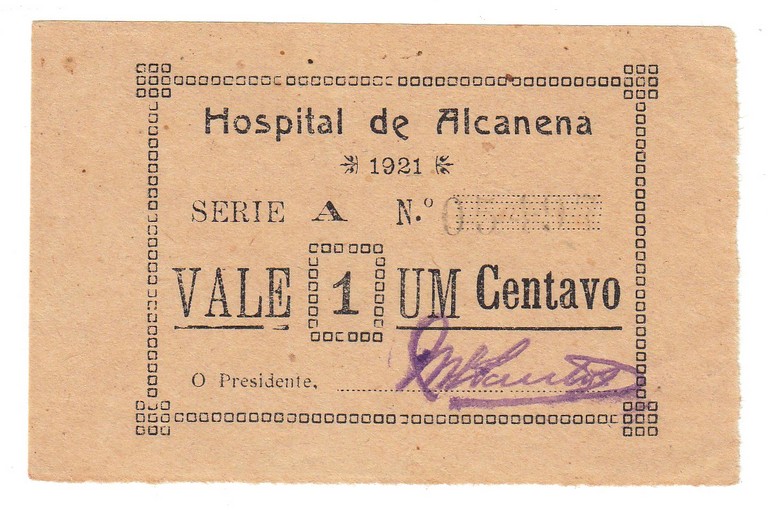 Hospital de Alcanena
1921
SERIE A N.º
VALE 1 UM Centavo
O Presidente,